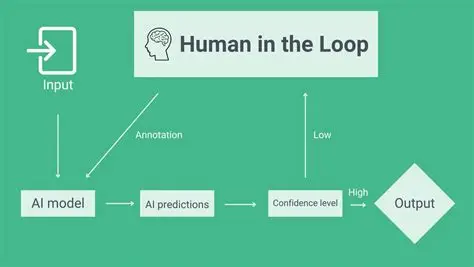 Human in the Loop
Input
Annotation
Low
AI model
AI predictions
Confidence level
High
Output